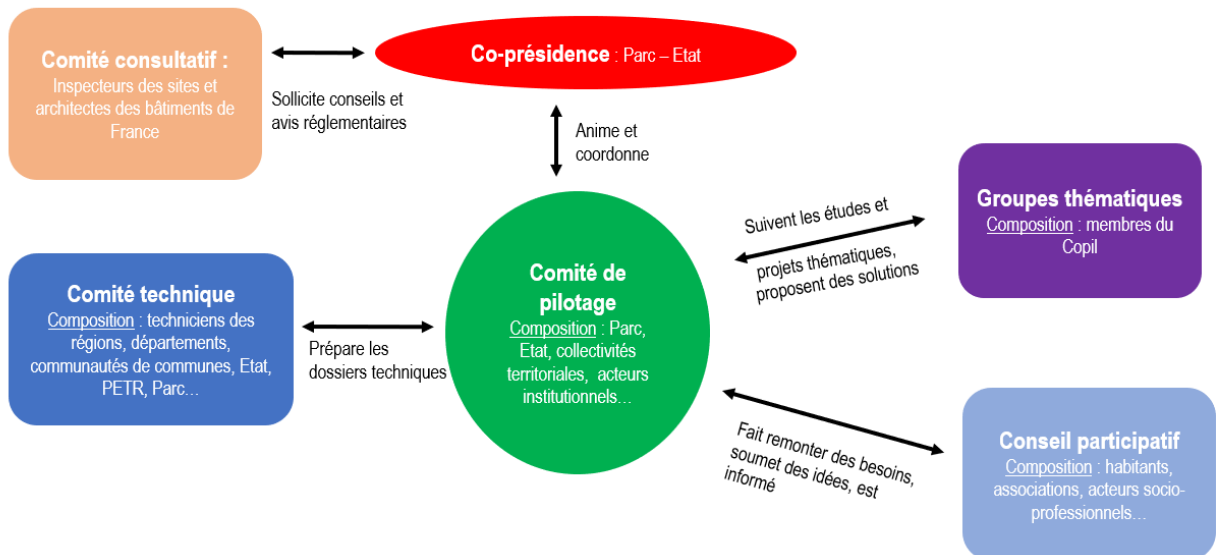 Comité consultatif :
Inspecteurs des sites et
architectes des bâtiments de
France
Sollicite conseils et
avis réglementaires
Co-présidence : Parc – Etat
Anime et
coordonne
Groupes thématiques
Composition : membres du
Copil
Suivent les études et
projets thématiques,
proposent des solutions
Comité technique
Composition : techniciens des
régions, départements,
communautés de communes, Etat,
PETR, Parc…
Prépare les
dossiers techniques
Comité de
pilotage
Composition : Parc,
Etat, collectivités
territoriales, acteurs
institutionnels…
Fait remonter des besoins,
soumet des idées, est
informé
Conseil participatif
Composition : habitants,
associations, acteurs socio-
professionnels…